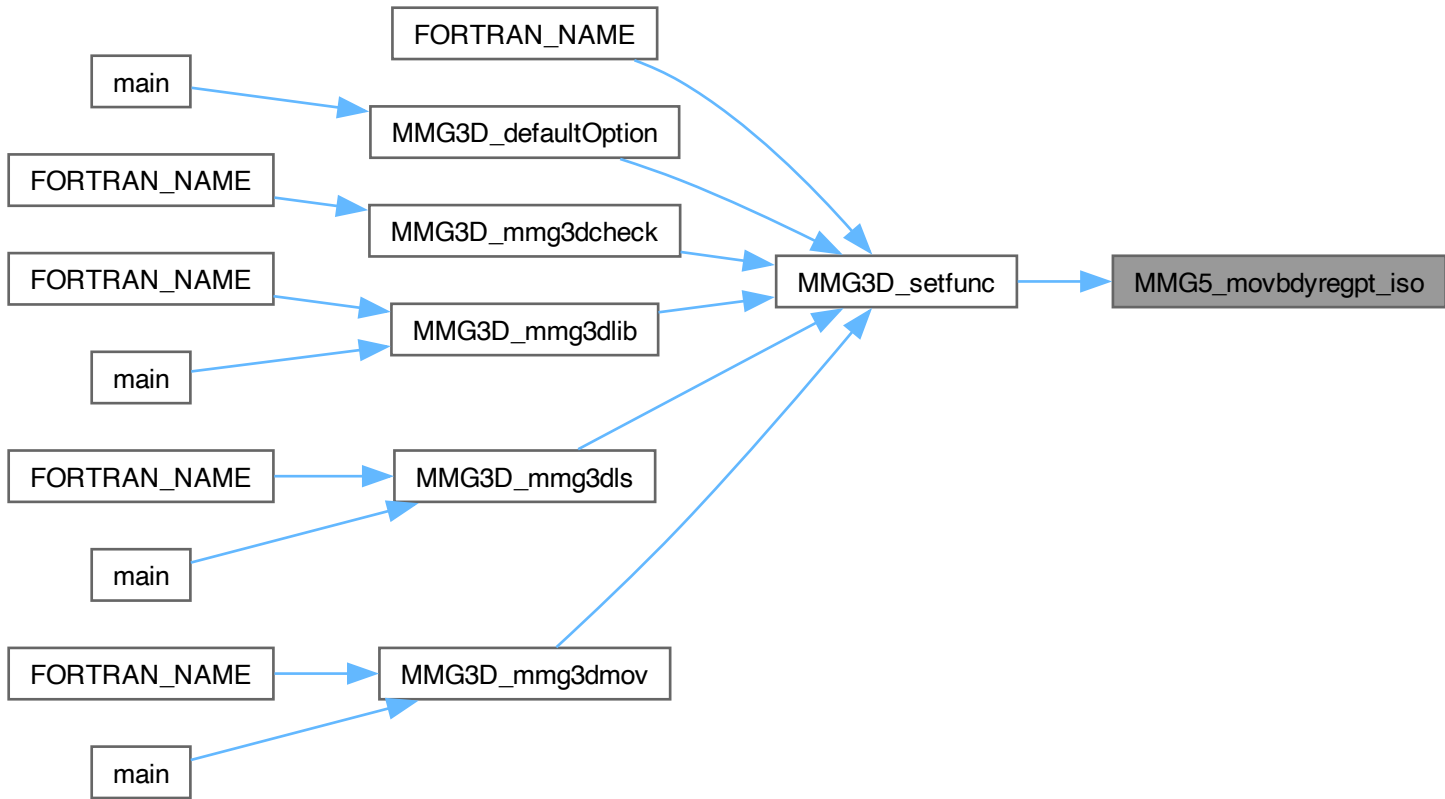 FORTRAN_NAME
main
MMG3D_defaultOption
FORTRAN_NAME
MMG3D_mmg3dcheck
FORTRAN_NAME
MMG3D_setfunc
MMG5_movbdyregpt_iso
MMG3D_mmg3dlib
main
FORTRAN_NAME
MMG3D_mmg3dls
main
FORTRAN_NAME
MMG3D_mmg3dmov
main